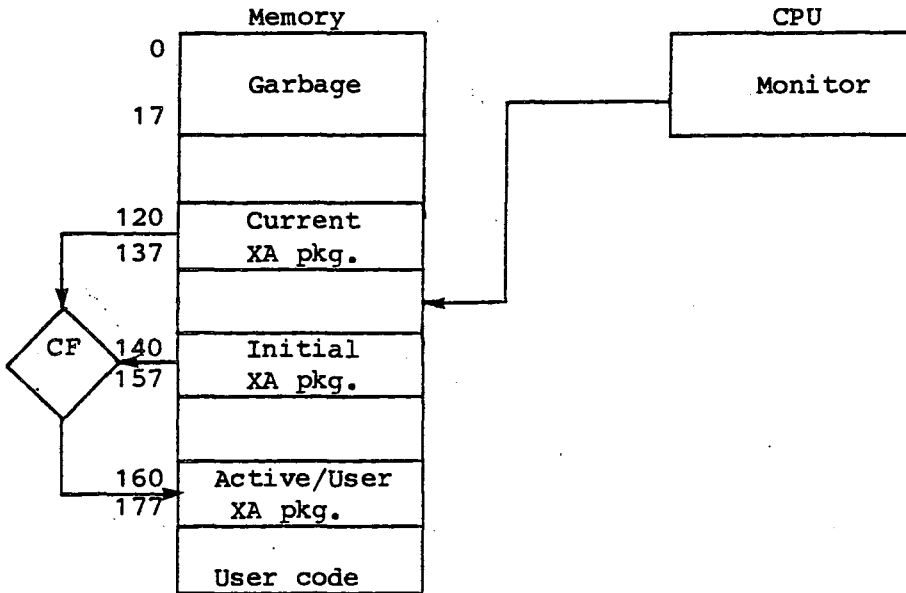 Memory
CPU
0
Garbage
Monitor
17
120
Current
137
XA pkg.
CF
140
Initial
157
XA pkg.
160
Active/User
177
XA pkg.
User code